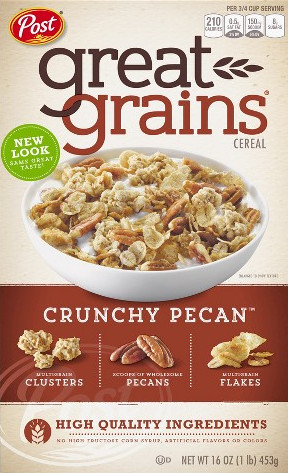 Post
PER 3/4 CUP SERVING
210 CALORIES
0.5g SAT FAT
150mg SODIUM
8g SUGARS
great
grains®
CEREAL
NEW
LOOK
SAME GREAT
TASTE!
CRUNCHY PECAN™
MULTIGRAIN
CLUSTERS
SCOOPS OF WHOLESOME
PECANS
MULTIGRAIN
FLAKES
HIGH QUALITY INGREDIENTS
NO HIGH FRUCTOSE CORN SYRUP, ARTIFICIAL FLAVORS OR COLORS
NET WT 16 OZ (1 lb) 453g